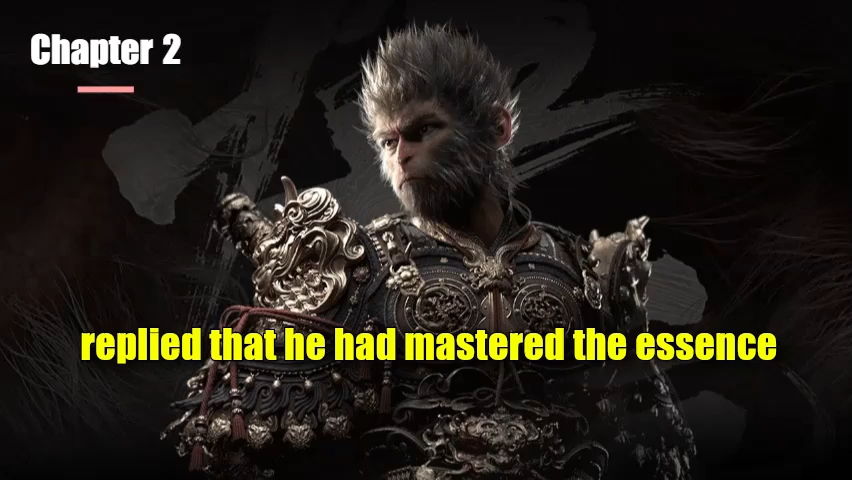 Chapter 2
replied that he had mastered the essence